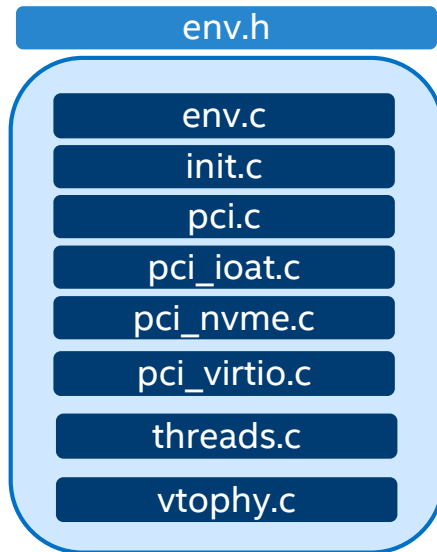 env.h
env.c
init.c
pci.c
pci_ioat.c
pci_nvme.c
pci_virtio.c
threads.c
vtophy.c